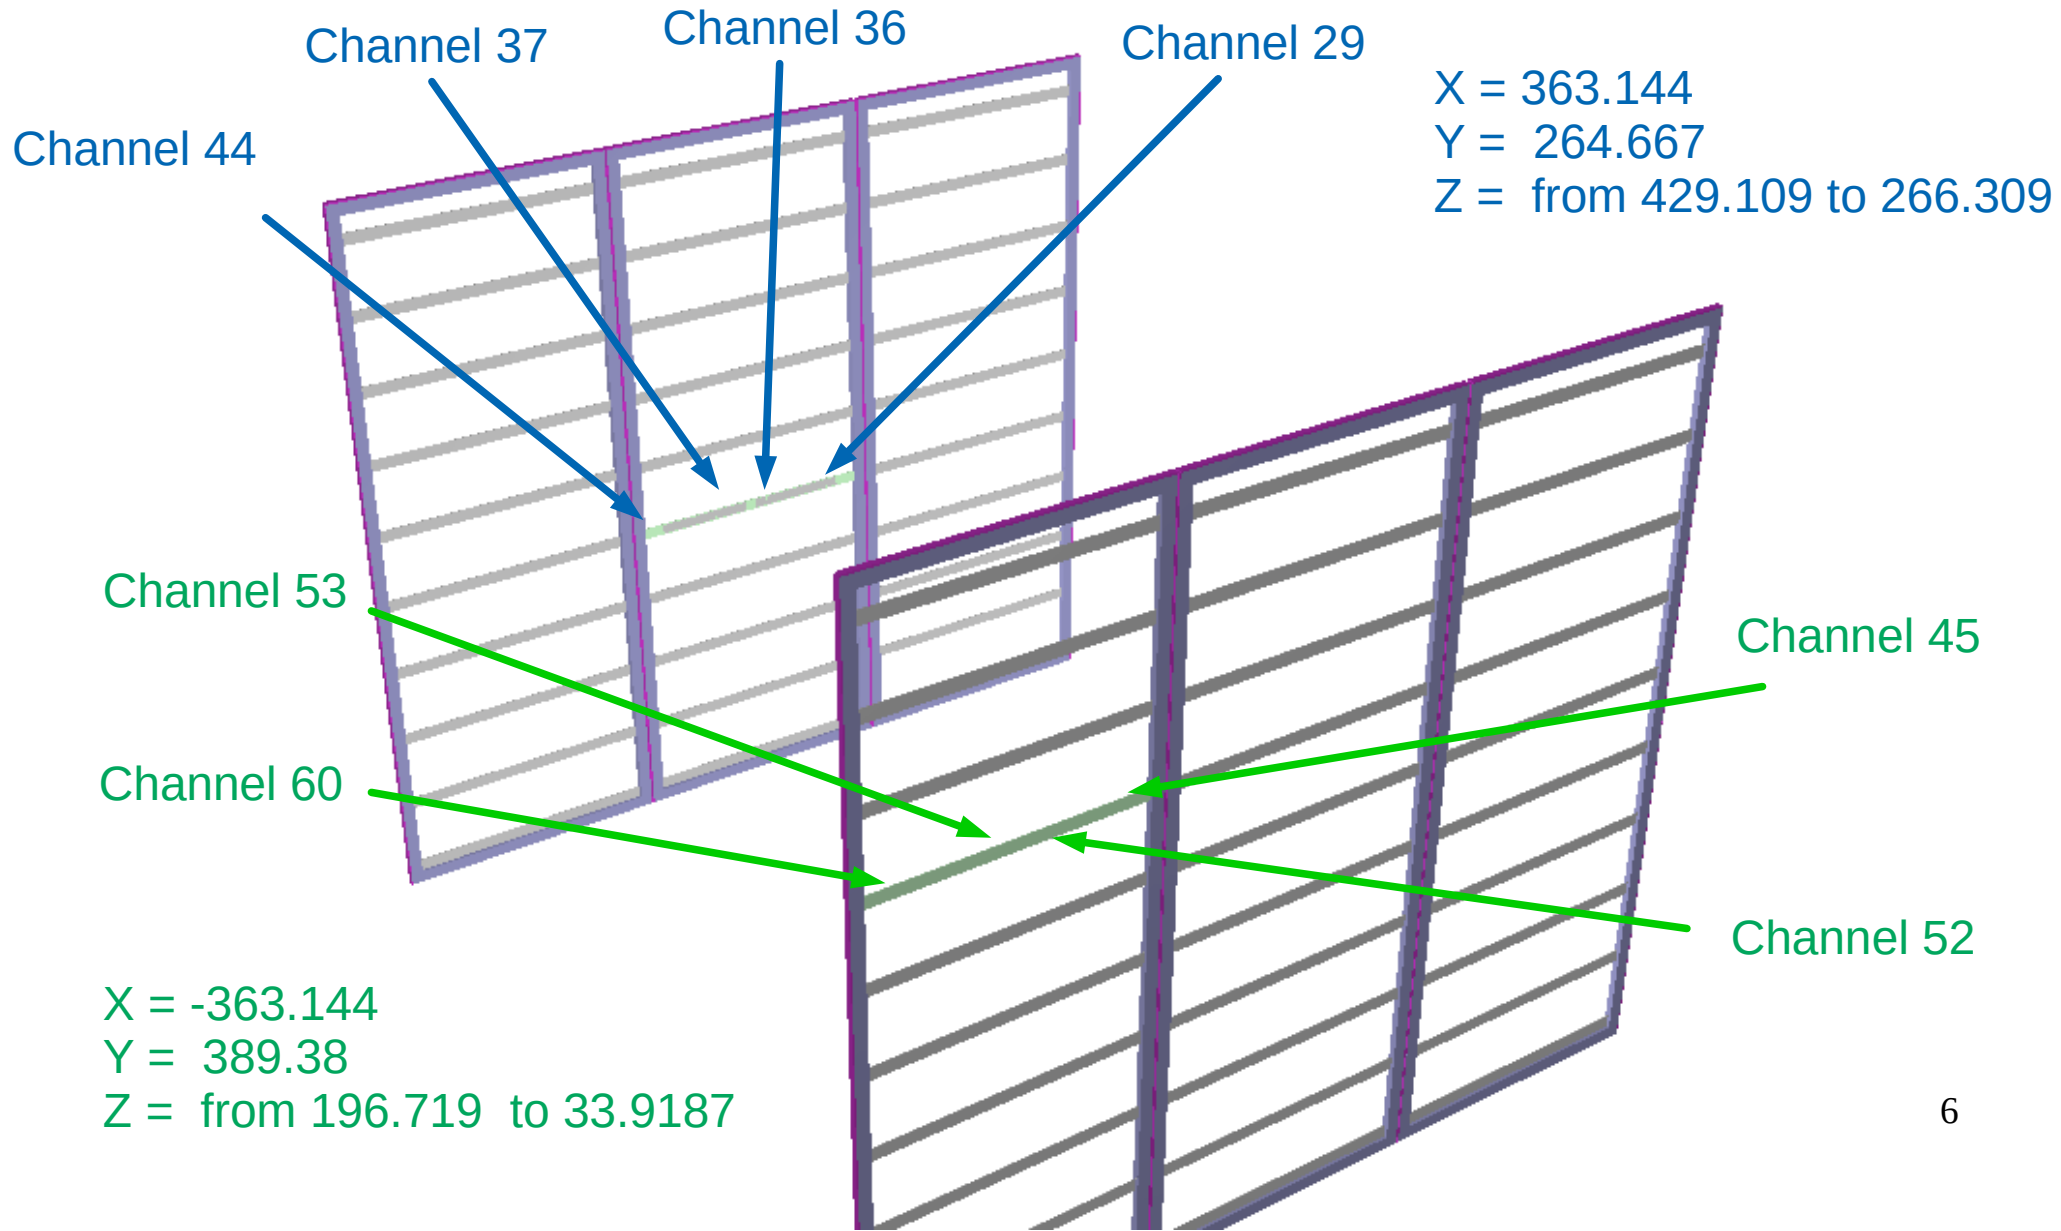 Channel 37
Channel 36
Channel 29
Channel 44
X = 363.144
Y = 264.667
Z = from 429.109 to 266.309
Channel 53
Channel 45
Channel 60
Channel 52
X = -363.144
Y = 389.38
Z = from 196.719 to 33.9187
6